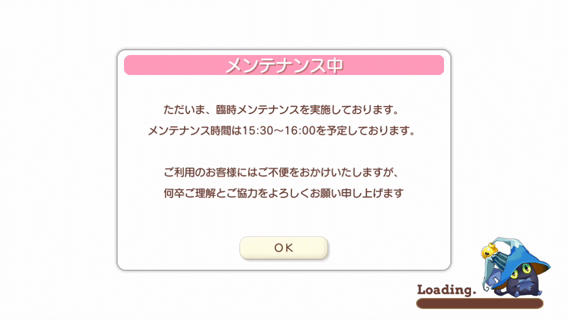 メンテナンス中
ただいま、臨時メンテナンスを実施しております。
メンテナンス時間は15:30～16:00を予定しております。
ご利用のお客様にはご不便をおかけいたしますが、
何卒ご理解とご協力をよろしくお願い申し上げます
OK
Loading.